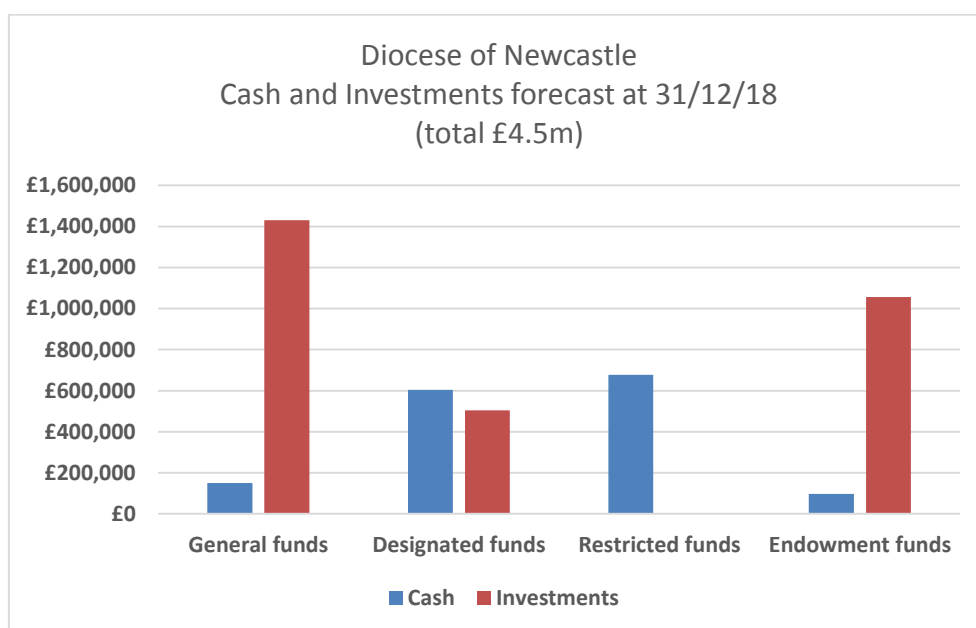 Diocese of Newcastle
Cash and Investments forecast at 31/12/18
(total £4.5m)
£1,600,000
£1,400,000
£1,200,000
£1,000,000
£800,000
£600,000
£400,000
£200,000
£0
General funds Designated funds Restricted funds Endowment funds
Cash Investments